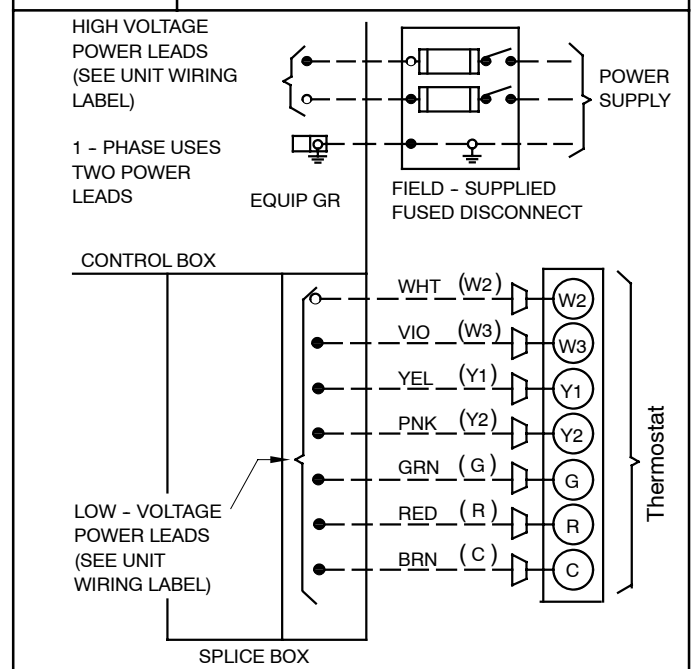 HIGH VOLTAGE
POWER LEADS
(SEE UNIT WIRING
LABEL)
POWER
SUPPLY
1 - PHASE USES
TWO POWER
LEADS
EQUIP GR
FIELD - SUPPLIED
FUSED DISCONNECT
CONTROL BOX
WHT (W2) W2
VIO (W3) W3
YEL (Y1) Y1
PNK (Y2) Y2
GRN ( G ) G
RED ( R ) R
BRN ( C ) C
Thermostat
LOW - VOLTAGE
POWER LEADS
(SEE UNIT
WIRING LABEL)
SPLICE BOX